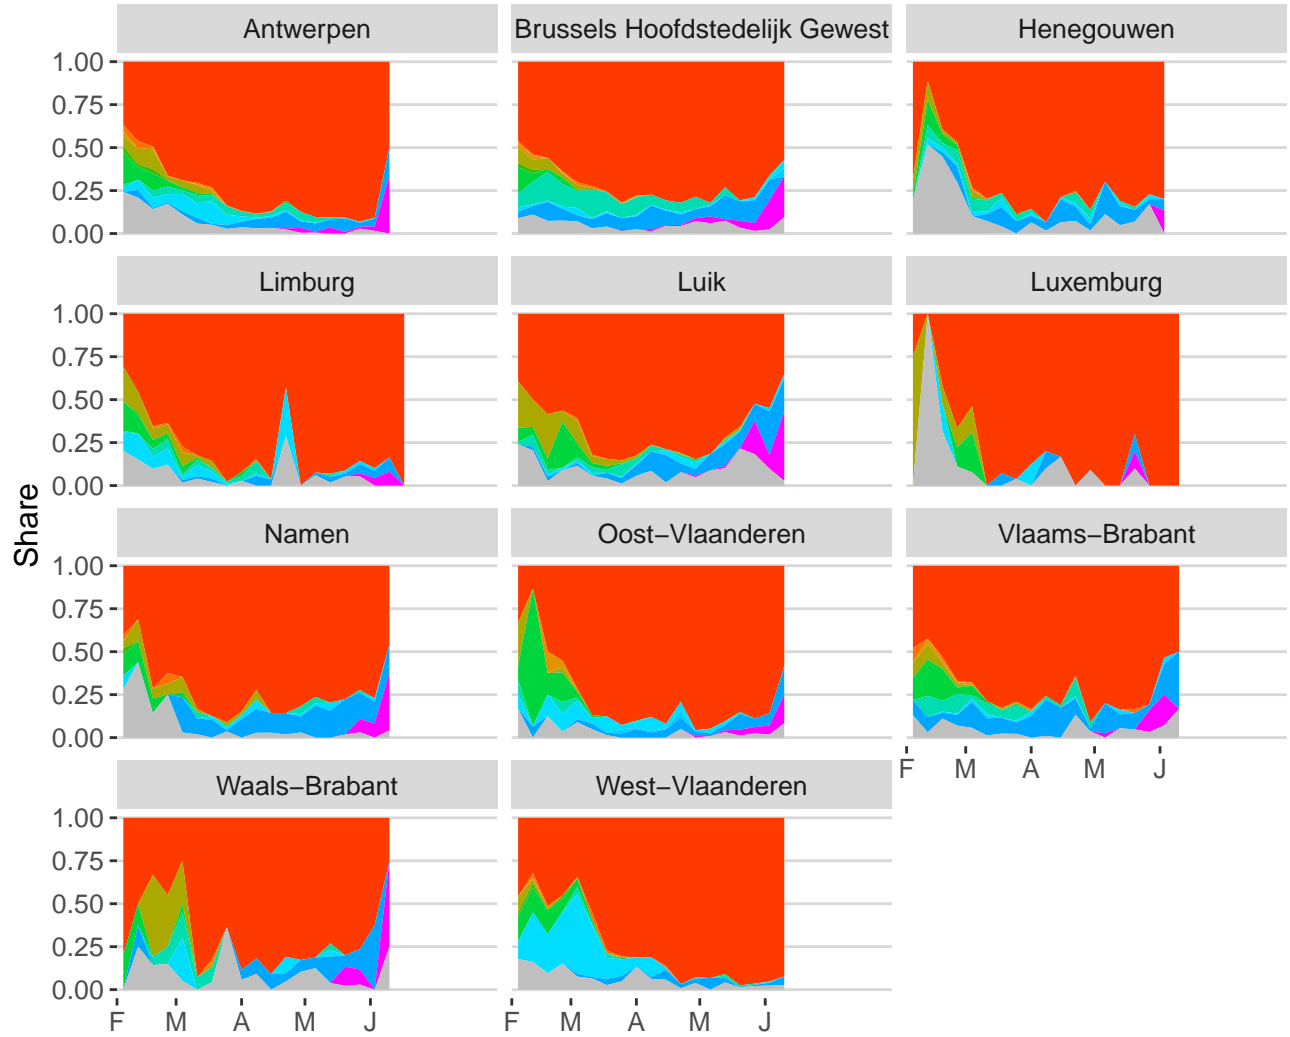 Antwerpen
Brussels Hoofdstedelijk Gewest
Henegouwen
1.00
0.75
0.50
0.25
0.00
Limburg
Luik
Luxemburg
1.00
0.75
0.50
0.25
0.00
Share
Namen
Oost−Vlaanderen
Vlaams−Brabant
1.00
0.75
0.50
0.25
0.00
F M A M J
Waals−Brabant
West−Vlaanderen
1.00
0.75
0.50
0.25
0.00
F M A M J
F M A M J